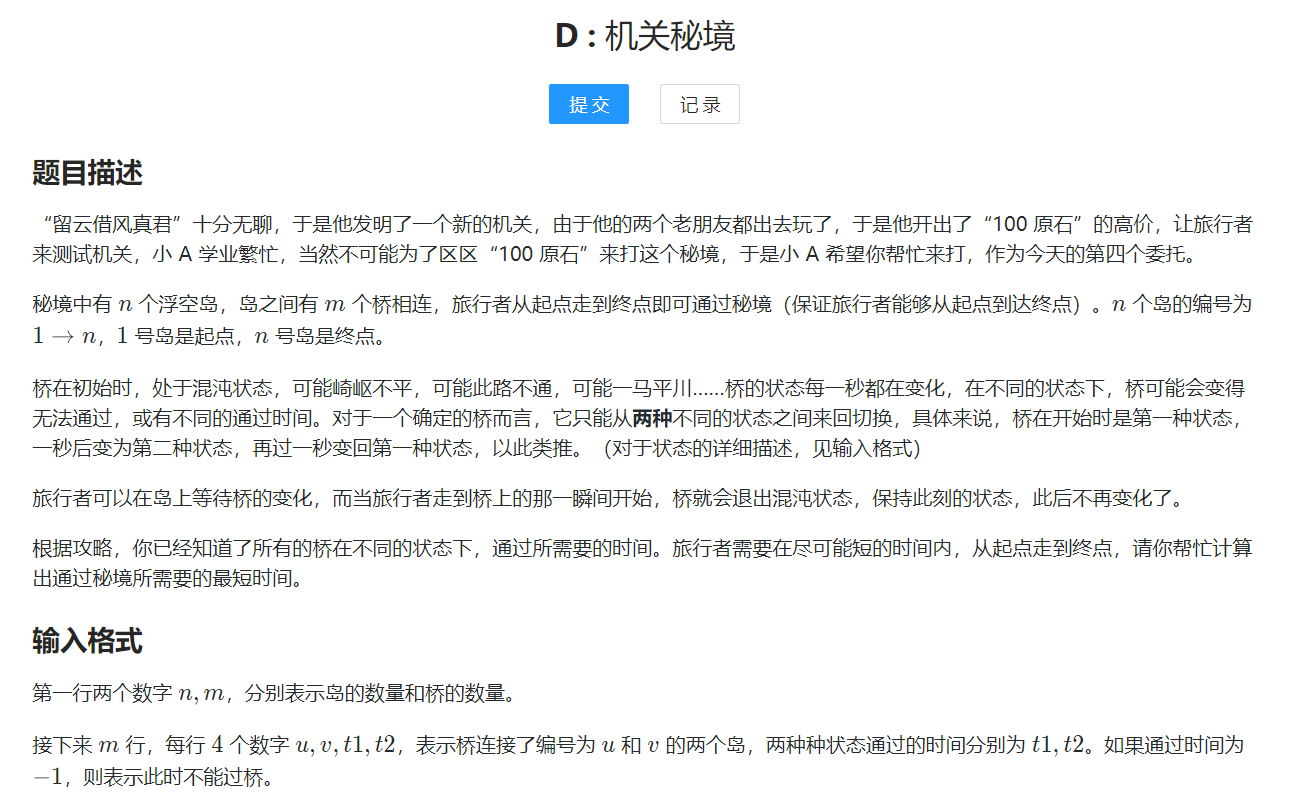 D : 机关秘境
提交 记录
题目描述
“留云借风真君”十分无聊，于是他发明了一个新的机关，由于他的两个老朋友都出去玩了，于是他开出了“100 原石”的高价，让旅行者
来测试机关，小 A 学业繁忙，当然不可能为了区区“100 原石”来打这个秘境，于是小 A 希望你帮忙来打，作为今天的第四个委托。
秘境中有 n 个浮空岛，岛之间有 m 个桥相连，旅行者从起点走到终点即可通过秘境（保证旅行者能够从起点到达终点）。n 个岛的编号为
1 → n，1 号岛是起点，n 号岛是终点。
桥在初始时，处于混沌状态，可能崎岖不平，可能此路不通，可能一马平川......桥的状态每一秒都在变化，在不同的状态下，桥可能会变得
无法通过，或有不同的通过时间。对于一个确定的桥而言，它只能从两种不同的状态之间来回切换，具体来说，桥在开始时是第一种状态，
一秒后变为第二种状态，再过一秒变回第一种状态，以此类推。（对于状态的详细描述，见输入格式）
旅行者可以在岛上等待桥的变化，而当旅行者走到桥上的那一瞬间开始，桥就会退出混沌状态，保持此刻的状态，此后不再变化了。
根据攻略，你已经知道了所有的桥在不同的状态下，通过所需要的时间。旅行者需要在尽可能短的时间内，从起点走到终点，请你帮忙计算
出通过秘境所需要的最短时间。
输入格式
第一行两个数字 n, m，分别表示岛的数量和桥的数量。
接下来 m 行，每行 4 个数字 u, v, t1, t2，表示桥连接了编号为 u 和 v 的两个岛，两种种状态通过的时间分别为 t1, t2。如果通过时间为
−1，则表示此时不能过桥。